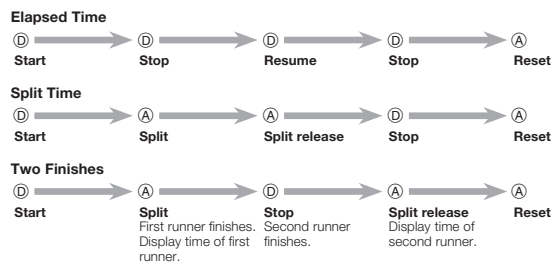 Elapsed Time
Ⓓ Ⓓ Ⓓ Ⓓ Ⓐ
Start Stop Resume Stop Reset
Split Time
Ⓓ Ⓐ Ⓐ Ⓓ Ⓐ
Start Split Split release Stop Reset
Two Finishes
Ⓓ Ⓐ Ⓓ Ⓐ Ⓐ
Start Split Stop Split release Reset
First runner finishes. Second runner Display time of
Display time of first finishes. second runner.
runner.